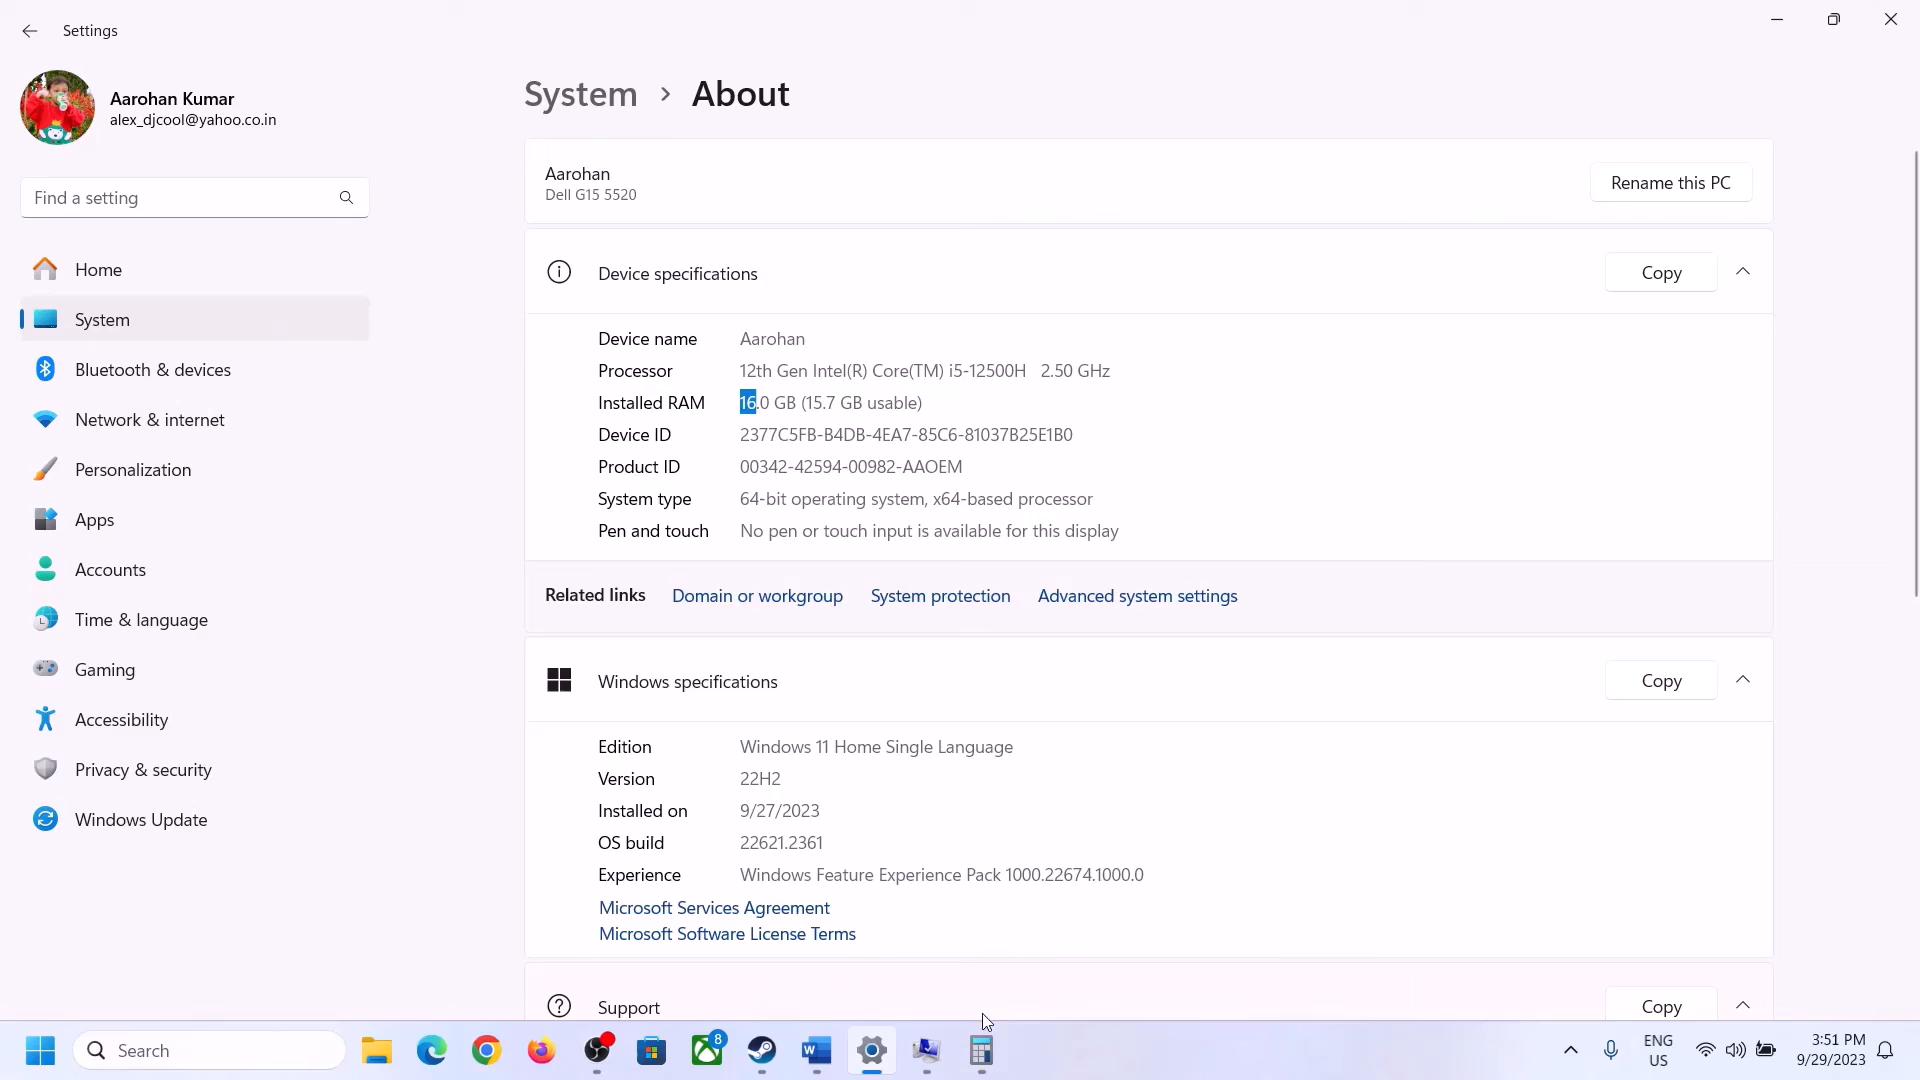 Settings
Aarohan Kumar
alex_djcool@yahoo.co.in
Find a setting
Home
System
Bluetooth & devices
Network & internet
Personalization
Apps
Accounts
Time & language
Gaming
Accessibility
Privacy & security
Windows Update
System > About
Aarohan
Dell G15 5520
Rename this PC
Device specifications
Copy
Device name Aarohan
Processor 12th Gen Intel(R) Core(TM) i5-12500H 2.50 GHz
Installed RAM 16.0 GB (15.7 GB usable)
Device ID 2377C5FB-B4DB-4EA7-85C6-81037B25E1B0
Product ID 00342-42594-00982-AAOEM
System type 64-bit operating system, x64-based processor
Pen and touch No pen or touch input is available for this display
Related links Domain or workgroup System protection Advanced system settings
Windows specifications
Copy
Edition Windows 11 Home Single Language
Version 22H2
Installed on 9/27/2023
OS build 22621.2361
Experience Windows Feature Experience Pack 1000.22674.1000.0
Microsoft Services Agreement
Microsoft Software License Terms
Support
Copy
Search
8
W
ENG
US
3:51 PM
9/29/2023